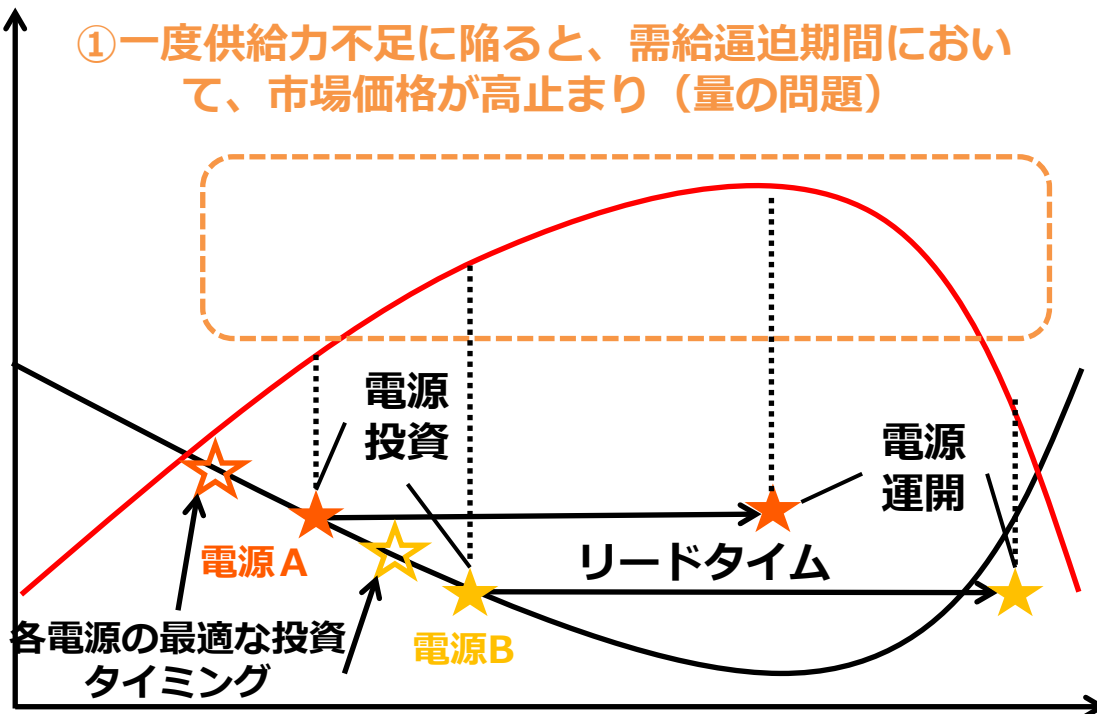 ①一度供給力不足に陥ると、需給逼迫期間におい
て、市場価格が高止まり（量の問題）
電源
投資
電源
運開
電源Ａ
リードタイム
各電源の最適な投資
タイミング
電源B